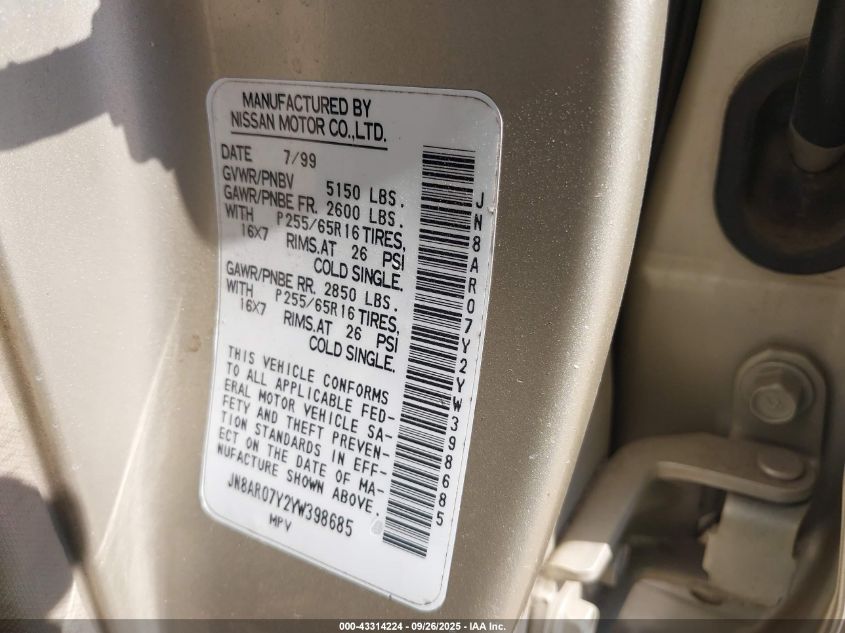 MANUFACTURED BY
NISSAN MOTOR CO.,LTD.
DATE 7/99
GVWR/PNBV 5150 LBS.
GAWR/PNBE FR. 2600 LBS.
WITH P255/65R16 TIRES,
16X7 RIMS.AT 26 PSI
COLD SINGLE.
GAWR/PNBE RR. 2850 LBS.
WITH P255/65R16 TIRES,
16X7 RIMS.AT 26 PSI
COLD SINGLE.
THIS VEHICLE CONFORMS
TO ALL APPLICABLE FED-
ERAL MOTOR VEHICLE SA-
FETY AND THEFT PREVEN-
TION STANDARDS IN EFF-
ECT ON THE DATE OF MA-
NUFACTURE SHOWN ABOVE.
JN8AR07Y2YW398685
MPV
JN8AR07Y2YW398685
000-43314224 - 09/26/2025 - IAA Inc.